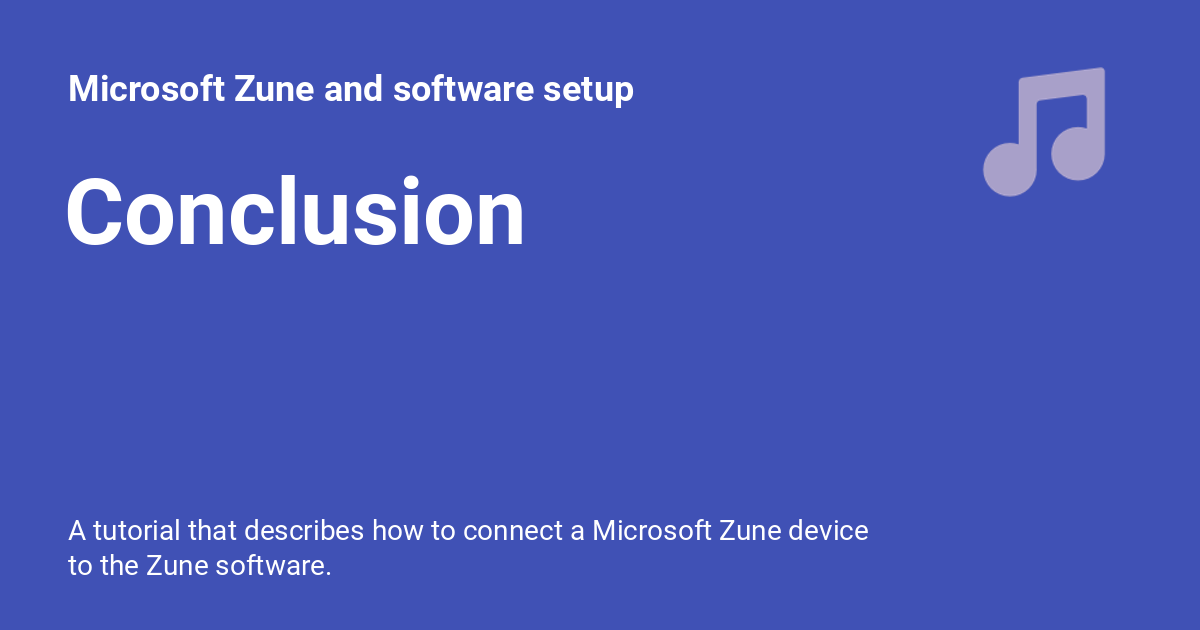 Microsoft Zune and software setup
Conclusion
A tutorial that describes how to connect a Microsoft Zune device
to the Zune software.